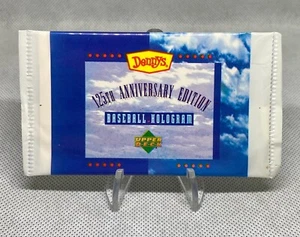 Denny's
125TH ANNIVERSARY EDITION
BASEBALL HOLOGRAM
UPPER
DECK